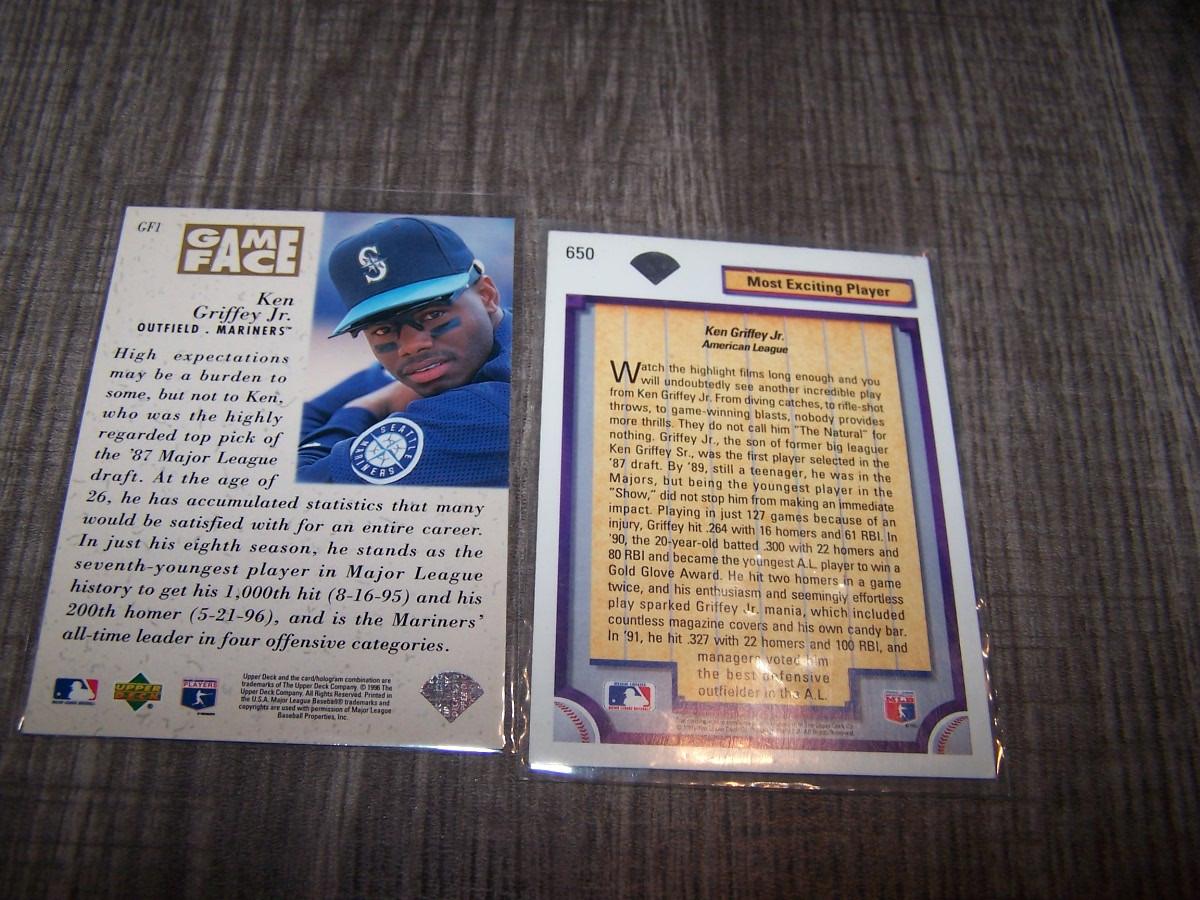 GF1
GAME
FACE
Ken
Griffey Jr.
OUTFIELD . MARINERS™
High expectations
may be a burden to
some, but not to Ken,
who was the highly
regarded top pick of
the '87 Major League
draft. At the age of
26, he has accumulated statistics that many
would be satisfied with for an entire career.
In just his eighth season, he stands as the
seventh-youngest player in Major League
history to get his 1,000th hit (8-16-95) and his
200th homer (5-21-96), and is the Mariners'
all-time leader in four offensive categories.
S
SEATTLE
MARINERS
UPPER
DECK
PLAYERS
Upper Deck and the card/hologram combination are
trademarks of The Upper Deck Company. © 1996 The
Upper Deck Company. All Rights Reserved. Printed in
the U.S.A. Major League Baseball® trademarks and
copyrights are used with permission of Major League
Baseball Properties, Inc.
650
Most Exciting Player
Ken Griffey Jr.
American League
Watch the highlight films long enough and you
will undoubtedly see another incredible play
from Ken Griffey Jr. From diving catches, to rifle-shot
throws, to game-winning blasts, nobody provides
more thrills. They do not call him "The Natural" for
nothing. Griffey Jr., the son of former big leaguer
Ken Griffey Sr., was the first player selected in the
'87 draft. By '89, still a teenager, he was in the
Majors, but being the youngest player in the
"Show," did not stop him from making an immediate
impact. Playing in just 127 games because of an
injury, Griffey hit .264 with 16 homers and 61 RBI. In
'90, the 20-year-old batted .300 with 22 homers and
80 RBI and became the youngest A.L. player to win a
Gold Glove Award. He hit two homers in a game
twice, and his enthusiasm and seemingly effortless
play sparked Griffey Jr. mania, which included
countless magazine covers and his own candy bar.
In '91, he hit .327 with 22 homers and 100 RBI, and
managers voted him
the best defensive
outfielder in the A.L.